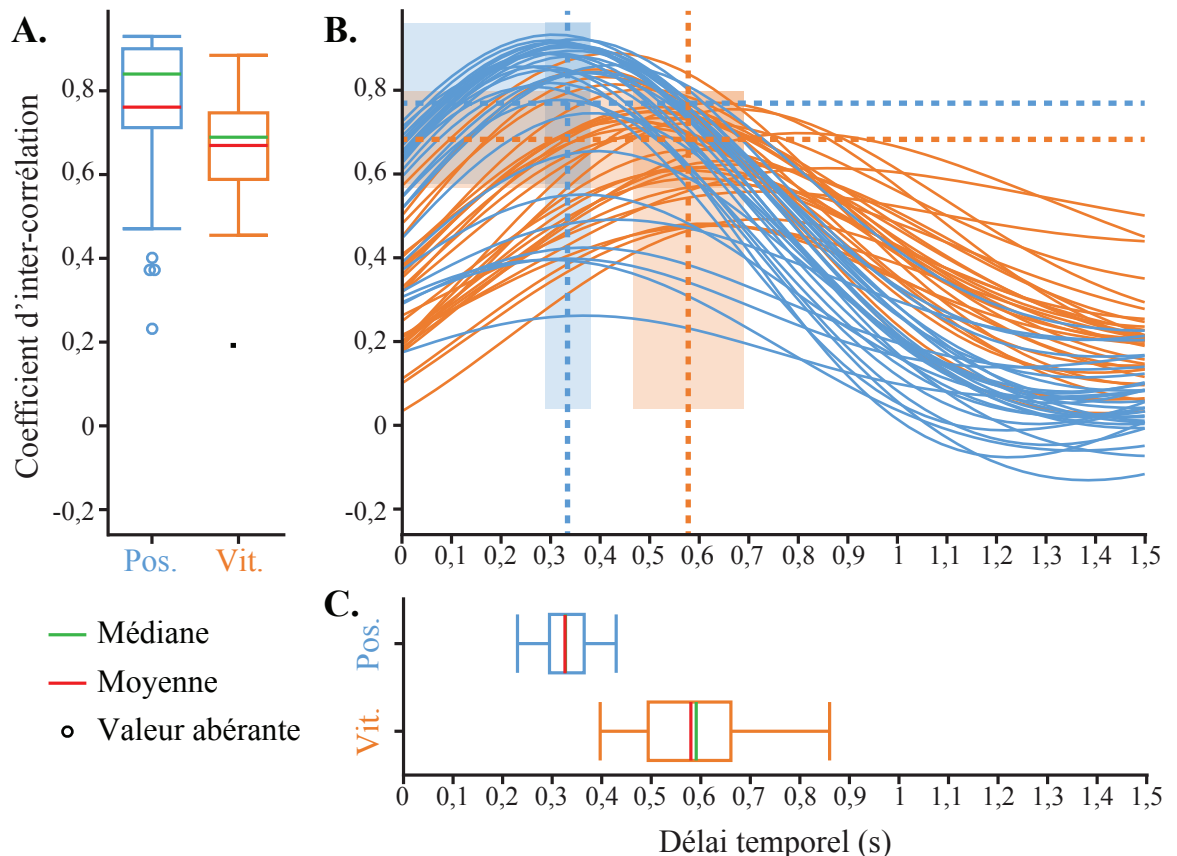 A.
Coefficient d'inter-corrélation
0,8
0,6
0,4
0,2
0
-0,2
Pos.
Vit.
B.
0,8
0,6
0,4
0,2
0
-0,2
0 0,1 0,2 0,3 0,4 0,5 0,6 0,7 0,8 0,9 1 1,1 1,2 1,3 1,4 1,5
Médiane
Moyenne
Valeur abérante
C.
Pos.
Vit.
0 0,1 0,2 0,3 0,4 0,5 0,6 0,7 0,8 0,9 1 1,1 1,2 1,3 1,4 1,5
Délai temporel (s)